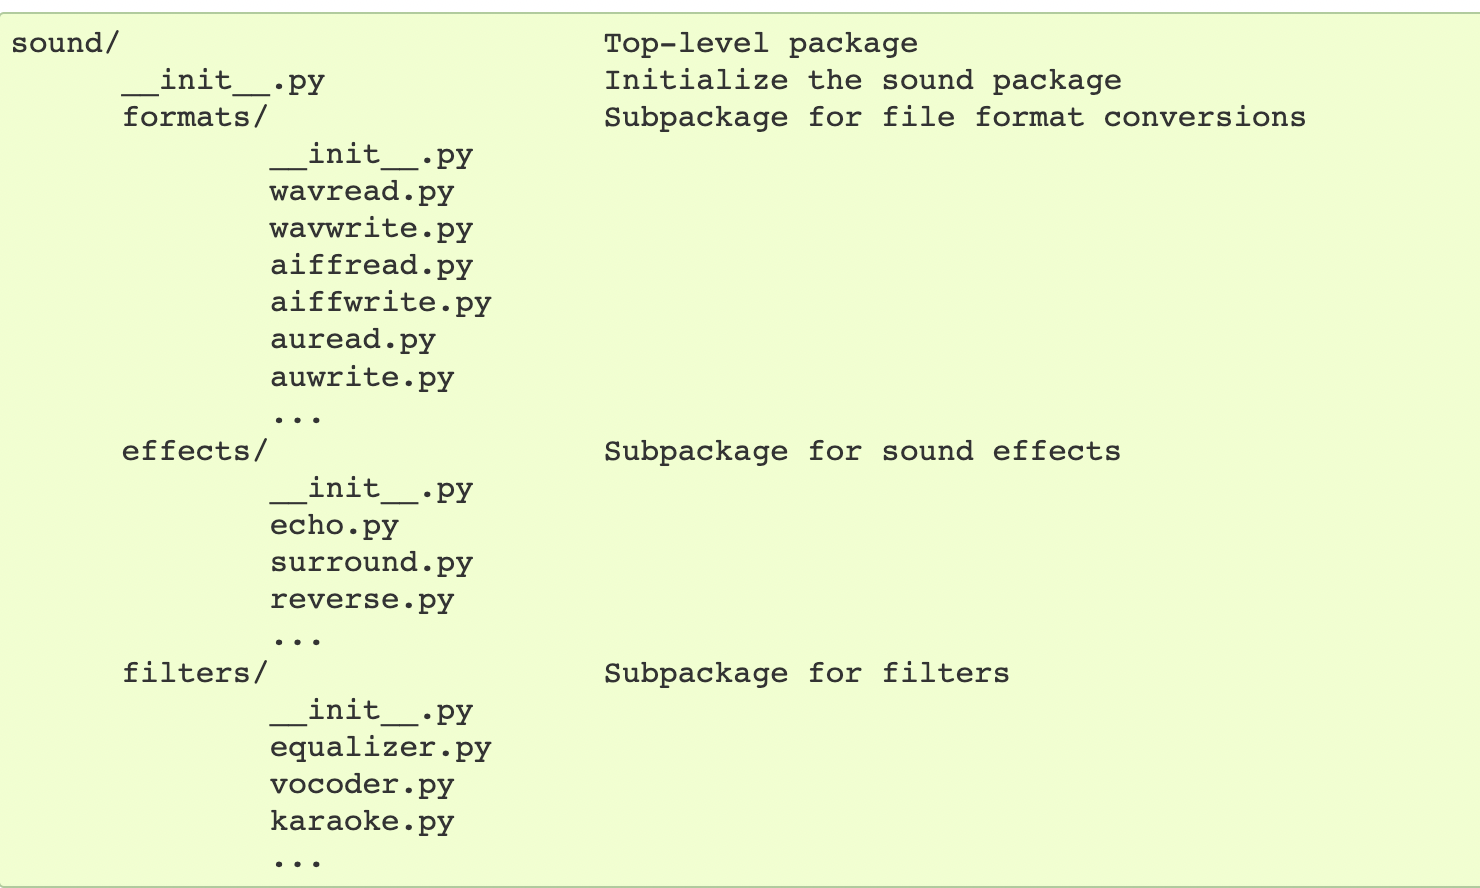 sound/                          Top-level package
      __init__.py               Initialize the sound package
      formats/                  Subpackage for file format conversions
              __init__.py
              wavread.py
              wavwrite.py
              aiffread.py
              aiffwrite.py
              auread.py
              auwrite.py
              ...
      effects/                  Subpackage for sound effects
              __init__.py
              echo.py
              surround.py
              reverse.py
              ...
      filters/                  Subpackage for filters
              __init__.py
              equalizer.py
              vocoder.py
              karaoke.py
              ...